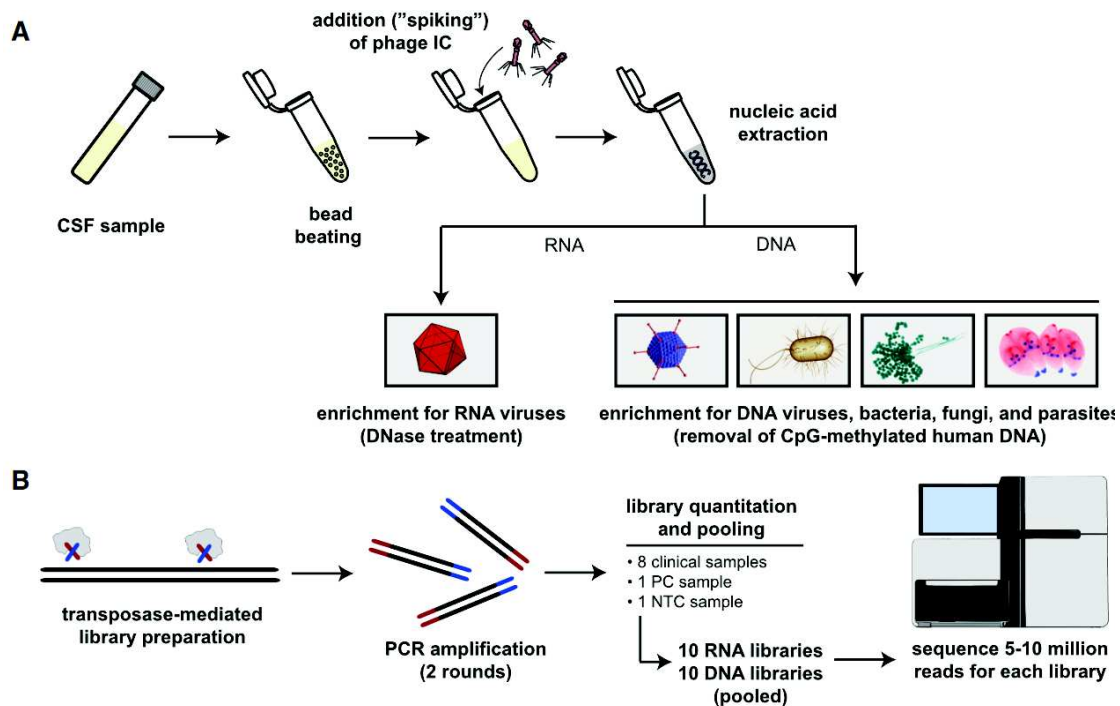 A
addition ("spiking")
of phage IC
nucleic acid
extraction
CSF sample
bead
beating
RNA
DNA
enrichment for RNA viruses
(DNase treatment)
enrichment for DNA viruses, bacteria, fungi, and parasites
(removal of CpG-methylated human DNA)
B
transposase-mediated
library preparation
PCR amplification
(2 rounds)
library quantitation
and pooling
• 8 clinical samples
• 1 PC sample
• 1 NTC sample
10 RNA libraries
10 DNA libraries
(pooled)
sequence 5-10 million
reads for each library